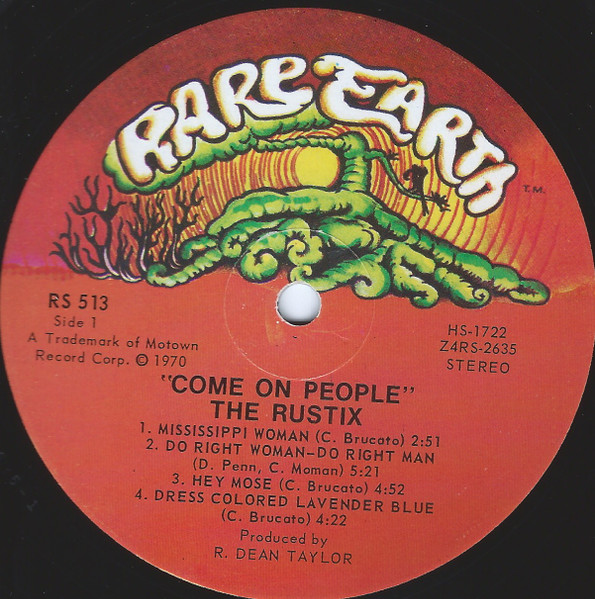 RARE EARTH
T.M.
RS 513
Side 1
A Trademark of Motown
Record Corp. © 1970
HS-1722
Z4RS-2635
STEREO
"COME ON PEOPLE"
THE RUSTIX
1. MISSISSIPPI WOMAN (C. Brucato) 2:51
2. DO RIGHT WOMAN–DO RIGHT MAN
(D. Penn, C. Moman) 5:21
3. HEY MOSE (C. Brucato) 4:52
4. DRESS COLORED LAVENDER BLUE
(C. Brucato) 4:22
Produced by
R. DEAN TAYLOR